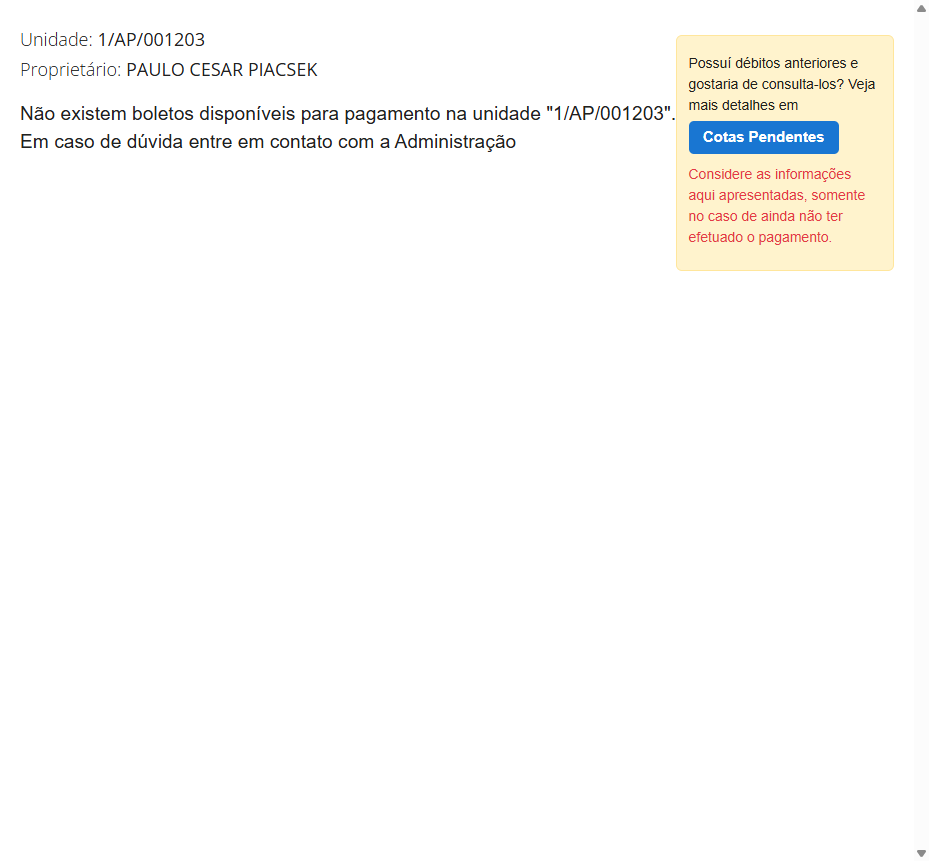 Unidade: 1/AP/001203
Proprietário: PAULO CESAR PIACSEK
Não existem boletos disponíveis para pagamento na unidade "1/AP/001203".
Em caso de dúvida entre em contato com a Administração
Possuí débitos anteriores e
gostaria de consulta-los? Veja
mais detalhes em
Cotas Pendentes
Considere as informações
aqui apresentadas, somente
no caso de ainda não ter
efetuado o pagamento.